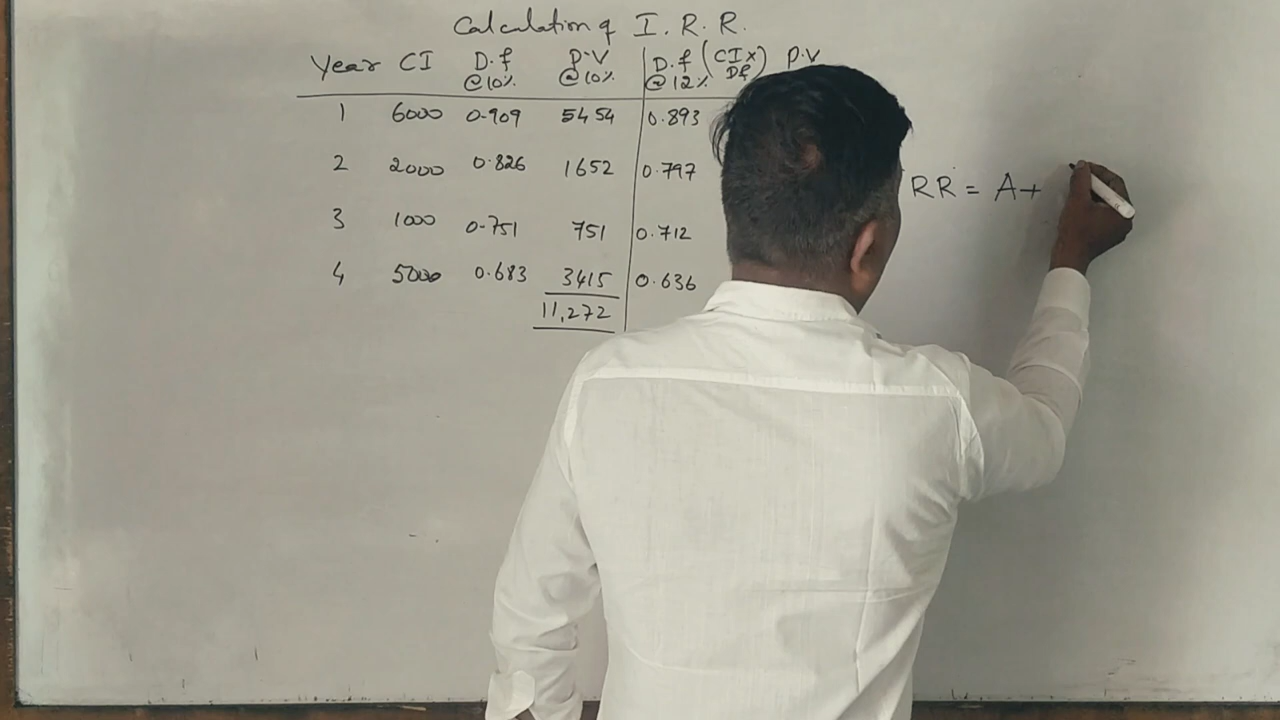 Calculation of I. R. R.
Year CI D.f @10% P.V @10% D.f @12% (CI x Df) P.V
1 6000 0.909 5454 0.893
2 2000 0.826 1652 0.797
3 1000 0.751 751 0.712
4 5000 0.683 3415 0.636
11,272
RR = A+